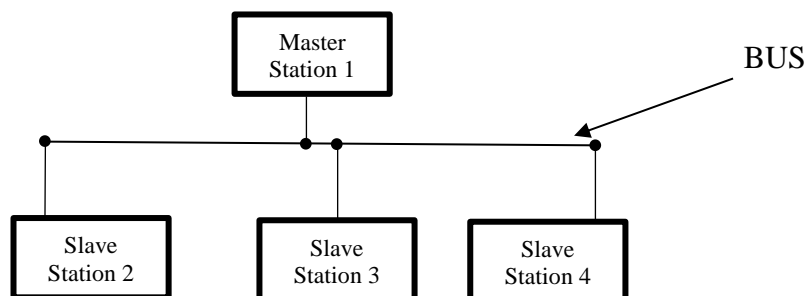 Master
Station 1
BUS
Slave
Station 2
Slave
Station 3
Slave
Station 4